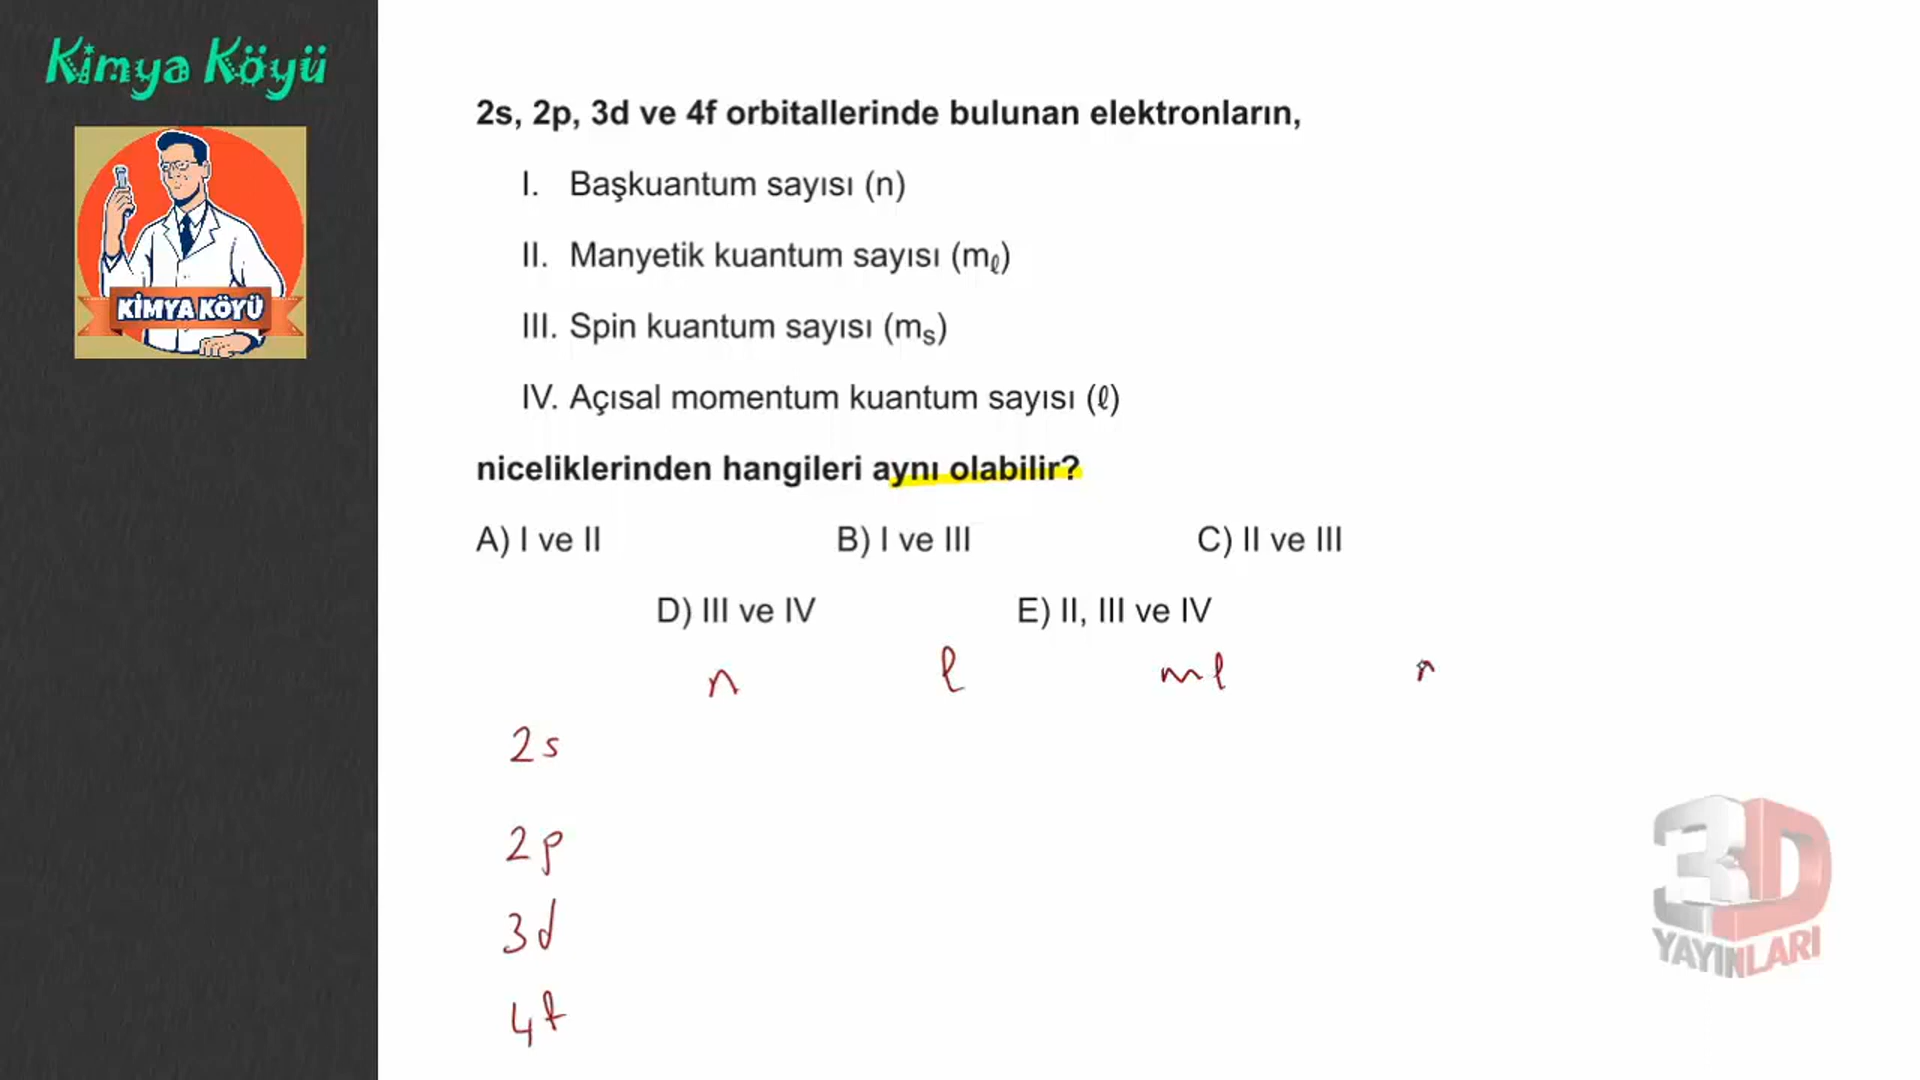 Kimya Köyü
KİMYA KÖYÜ
2s, 2p, 3d ve 4f orbitallerinde bulunan elektronların,
I. Başkuantum sayısı (n)
II. Manyetik kuantum sayısı (mℓ)
III. Spin kuantum sayısı (ms)
IV. Açısal momentum kuantum sayısı (ℓ)
niceliklerinden hangileri aynı olabilir?
A) I ve II B) I ve III C) II ve III
D) III ve IV E) II, III ve IV
n l ml
2s
2p
3d
4f
3D
YAYINLARI